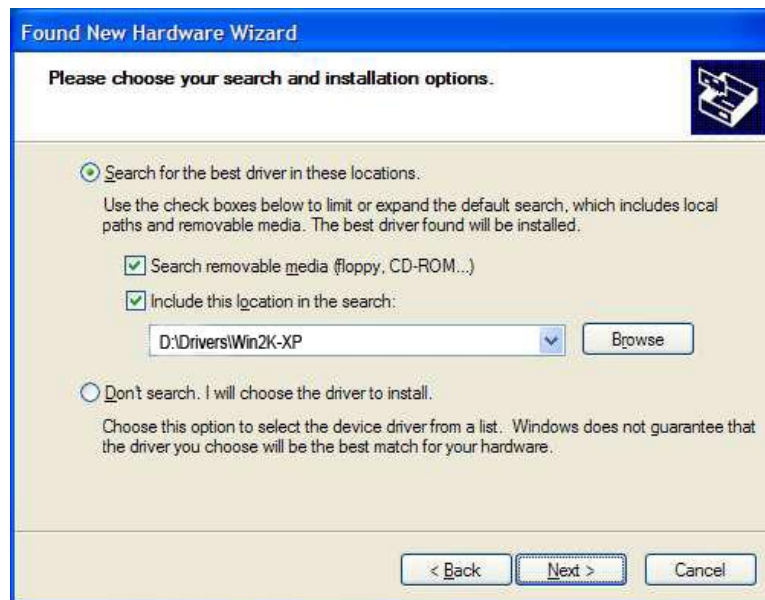 Found New Hardware Wizard
Please choose your search and installation options.
Search for the best driver in these locations.
Use the check boxes below to limit or expand the default search, which includes local
paths and removable media. The best driver found will be installed.
Search removable media (floppy, CD-ROM...)
Include this location in the search:
D:\Drivers\Win2K-XP
Browse
Don't search. I will choose the driver to install.
Choose this option to select the device driver from a list. Windows does not guarantee that
the driver you choose will be the best match for your hardware.
< Back
Next >
Cancel